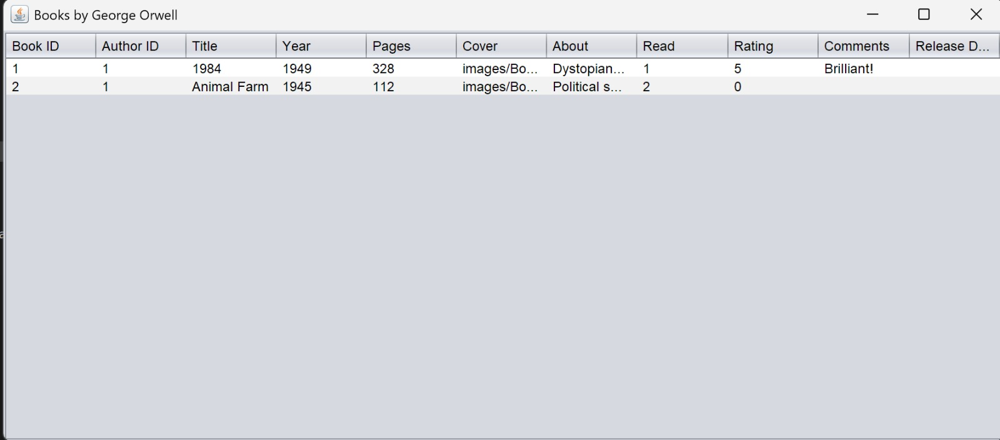 Books by George Orwell
Book ID Author ID Title Year Pages Cover About Read Rating Comments Release D...
1 1 1984 1949 328 images/Bo... Dystopian... 1 5 Brilliant!
2 1 Animal Farm 1945 112 images/Bo... Political s... 2 0